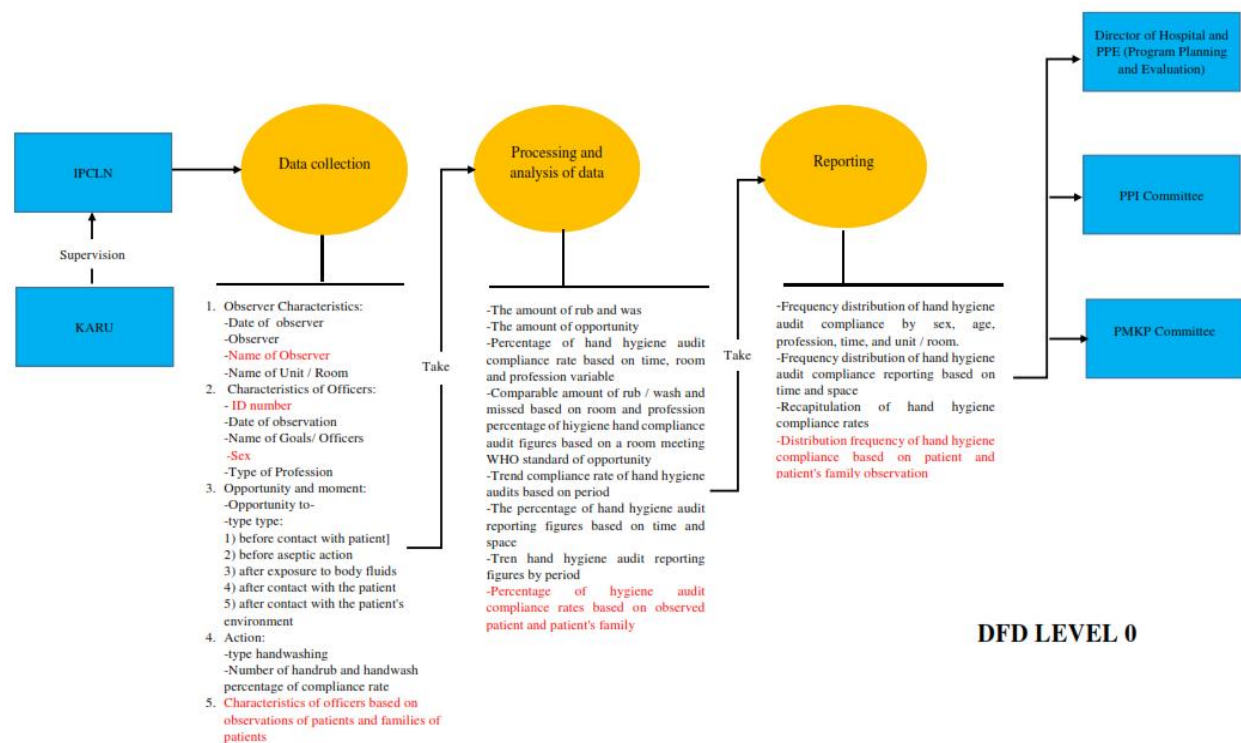 Director of Hospital and
PPE (Program Planning
and Evaluation)
IPCLN
Data collection
Processing and
analysis of data
Reporting
PPI Committee
Supervision
KARU
PMKP Committee
1. Observer Characteristics:
-Date of observer
-Observer
-Name of Observer
-Name of Unit / Room
2. Characteristics of Officers:
- ID number
-Date of observation
-Name of Goals/ Officers
-Sex
-Type of Profession
3. Opportunity and moment:
-Opportunity to-
-type type:
1) before contact with patient]
2) before aseptic action
3) after exposure to body fluids
4) after contact with the patient
5) after contact with the patient's
environment
4. Action:
-type handwashing
-Number of handrub and handwash
percentage of compliance rate
5. Characteristics of officers based on
observations of patients and families of
patients
Take
-The amount of rub and was
-The amount of opportunity
-Percentage of hand hygiene audit
compliance rate based on time, room
and profession variable
-Comparable amount of rub / wash and
missed based on room and profession
percentage of hiygiene hand compliance
audit figures based on a room meeting
WHO standard of opportunity
-Trend compliance rate of hand hygiene
audits based on period
-The percentage of hand hygiene audit
reporting figures based on time and
space
-Tren hand hygiene audit reporting
figures by period
-Percentage of hygiene audit
compliance rates based on observed
patient and patient's family
Take
-Frequency distribution of hand hygiene
audit compliance by sex, age,
profession, time, and unit / room.
-Frequency distribution of hand hygiene
audit compliance reporting based on
time and space
-Recapitulation of hand hygiene
compliance rates
-Distribution frequency of hand hygiene
compliance based on patient and
patient's family observation
DFD LEVEL 0